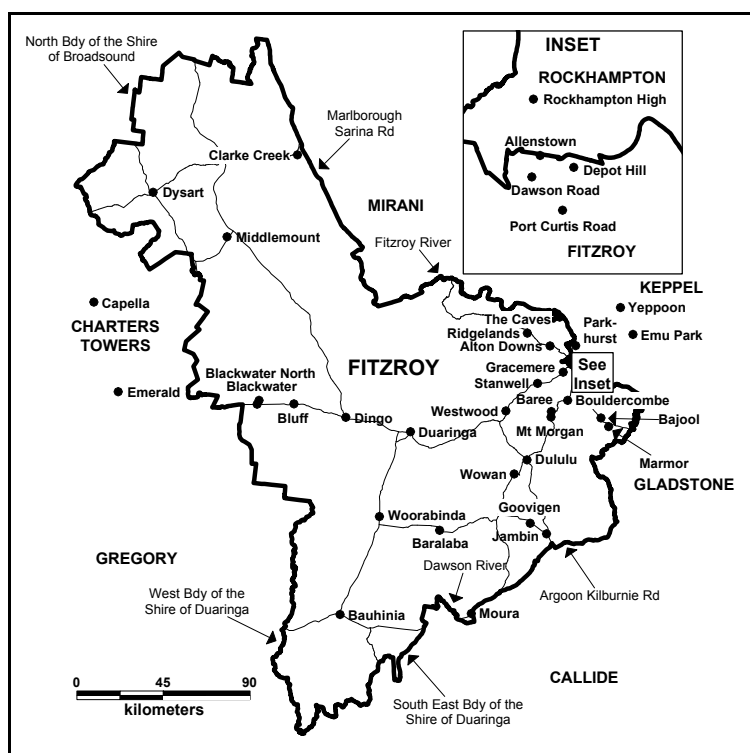 North Bdy of the Shire
of Broadsound
INSET
ROCKHAMPTON
Rockhampton High
Allenstown
Depot Hill
Dawson Road
Port Curtis Road
FITZROY
Marlborough
Sarina Rd
Clarke Creek
Dysart
MIRANI
Middlemount
Fitzroy River
KEPPEL
Yeppoon
Capella
The Caves
Park-
hurst
Emu Park
CHARTERS
TOWERS
Ridgelands
Alton Downs
FITZROY
See
Inset
Gracemere
Stanwell
Emerald
Blackwater North
Blackwater
Bluff
Dingo
Baree
Bouldercombe
Westwood
Bajool
Duaringa
Mt Morgan
Marmor
Dululu
GLADSTONE
Wowan
Woorabinda
Goovigen
Baralaba
Jambin
GREGORY
Dawson River
Argoon Kilburnie Rd
West Bdy of the
Shire of Duaringa
Bauhinia
Moura
CALLIDE
0 45 90
kilometers
South East Bdy of the
Shire of Duaringa